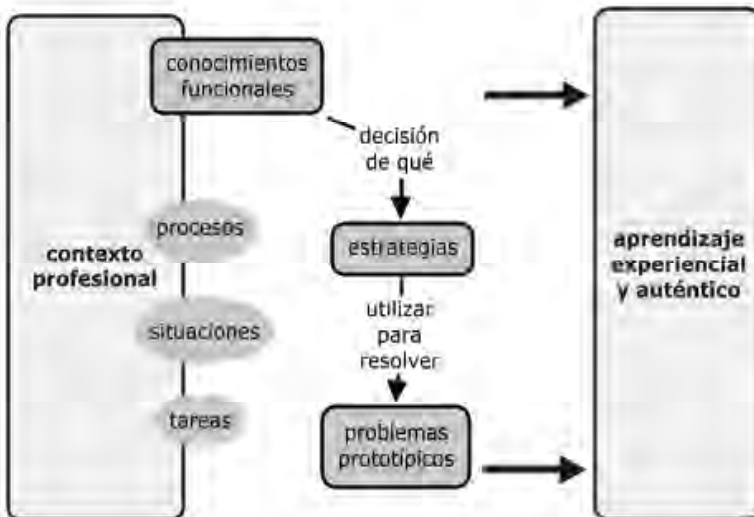 conocimientos
funcionales
decisión
de qué
procesos
estrategias
contexto
profesional
utilizar
para
resolver
situaciones
tareas
problemas
prototípicos
aprendizaje
experiencial
y auténtico